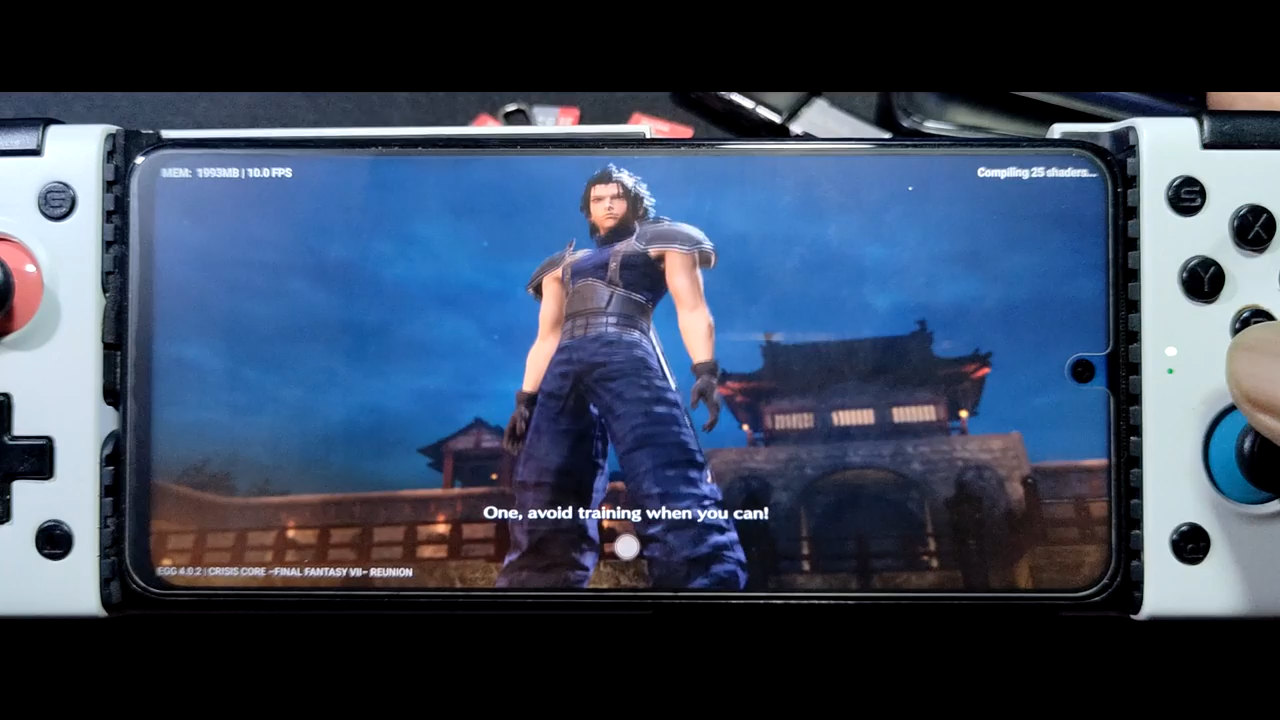 MEM: 1993MB | 10.0 FPS
Compiling 25 shaders...
One, avoid training when you can!
EGG 4.0.2 | CRISIS CORE –FINAL FANTASY VII– REUNION
G
S
X
Y